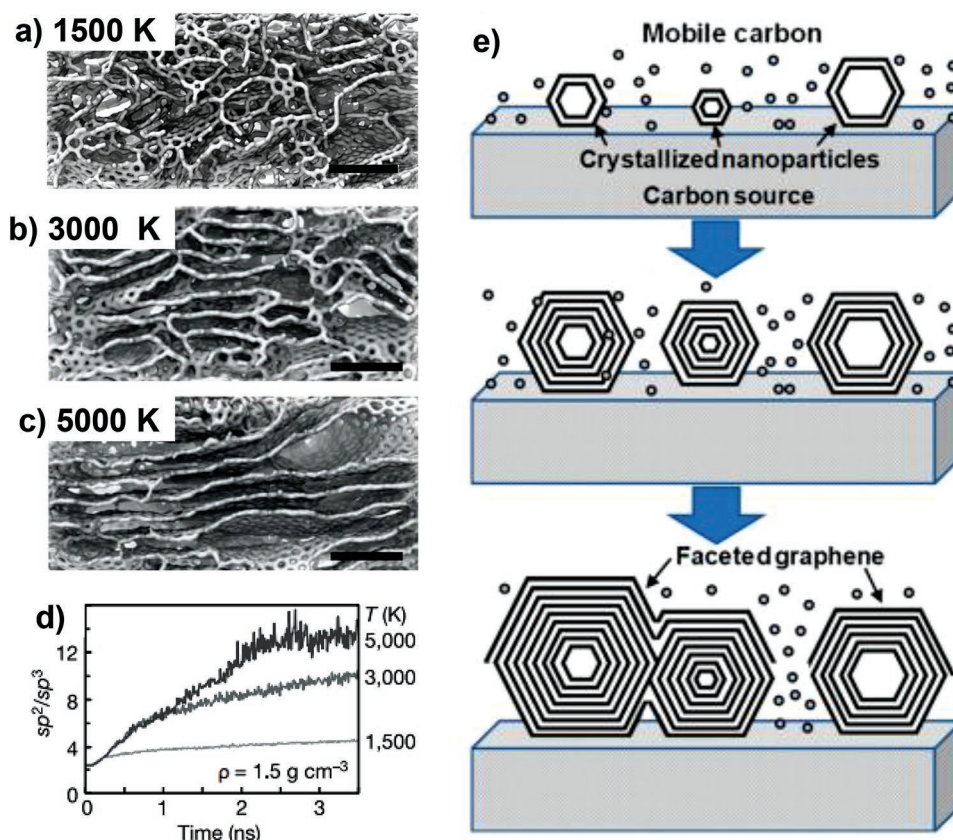 a) 1500 K
b) 3000 K
c) 5000 K
d)
sp²/sp³
12
8
4
0
0
1
2
3
Time (ns)
T (K)
5,000
3,000
1,500
ρ = 1.5 g cm⁻³
e)
Mobile carbon
Crystallized nanoparticles
Carbon source
Faceted graphene